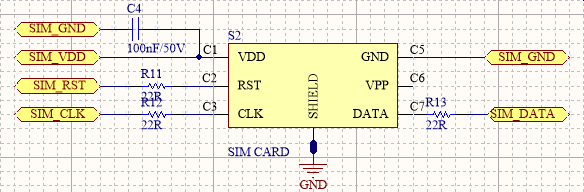 C4
SIM_GND
100nF/50V
S2
SIM_VDD
C1
VDD
GND
C5
SIM_GND
R11
SIM_RST
22R
C2
RST
VPP
C6
R12
SIM_CLK
22R
C3
CLK
SHIELD
DATA
C7
R13
22R
SIM_DATA
SIM CARD
GND